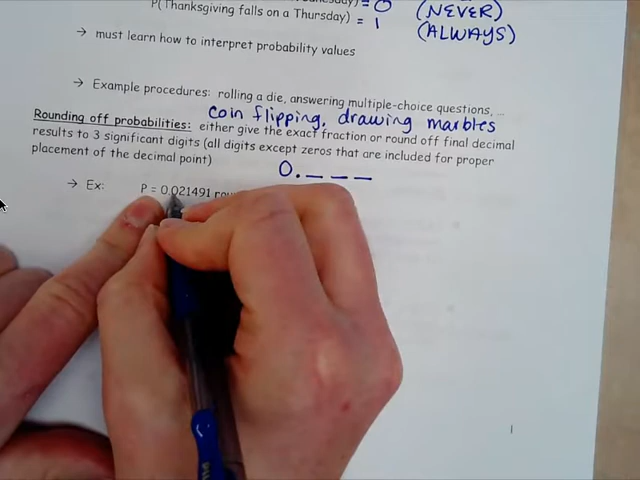 = 0 (NEVER)
P(Thanksgiving falls on a Thursday) = 1 (ALWAYS)
→ must learn how to interpret probability values
→ Example procedures: rolling a die, answering multiple-choice questions, ...
coin flipping, drawing marbles
Rounding off probabilities: either give the exact fraction or round off final decimal
results to 3 significant digits (all digits except zeros that are included for proper
placement of the decimal point) 0. _ _ _
→ Ex: P = 0.021491
1